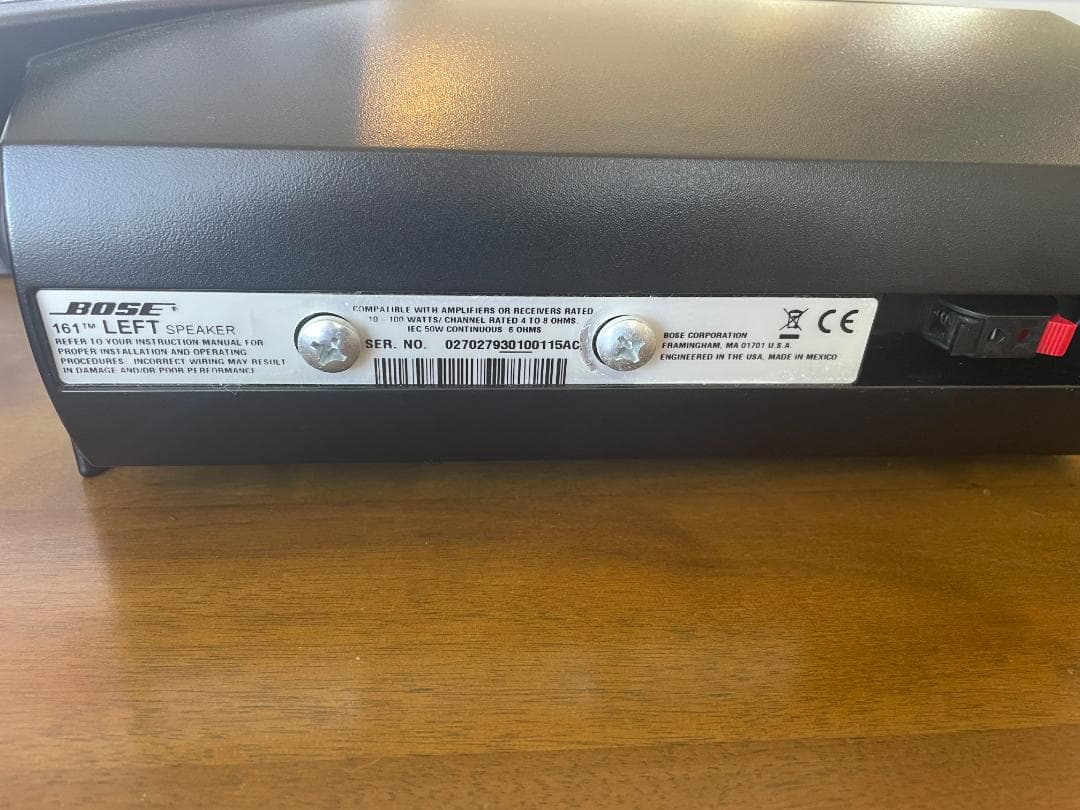 BOSE®
161™ LEFT SPEAKER
REFER TO YOUR INSTRUCTION MANUAL FOR
PROPER INSTALLATION AND OPERATING
PROCEDURES. INCORRECT WIRING MAY RESULT
IN DAMAGE AND/OR POOR PERFORMANCE
COMPATIBLE WITH AMPLIFIERS OR RECEIVERS RATED
10 - 100 WATTS/ CHANNEL RATED 4 TO 8 OHMS.
IEC 50W CONTINUOUS 6 OHMS
SER. NO. 027027930100115AC
BOSE CORPORATION
FRAMINGHAM, MA 01701 U.S.A.
ENGINEERED IN THE USA, MADE IN MEXICO
CE